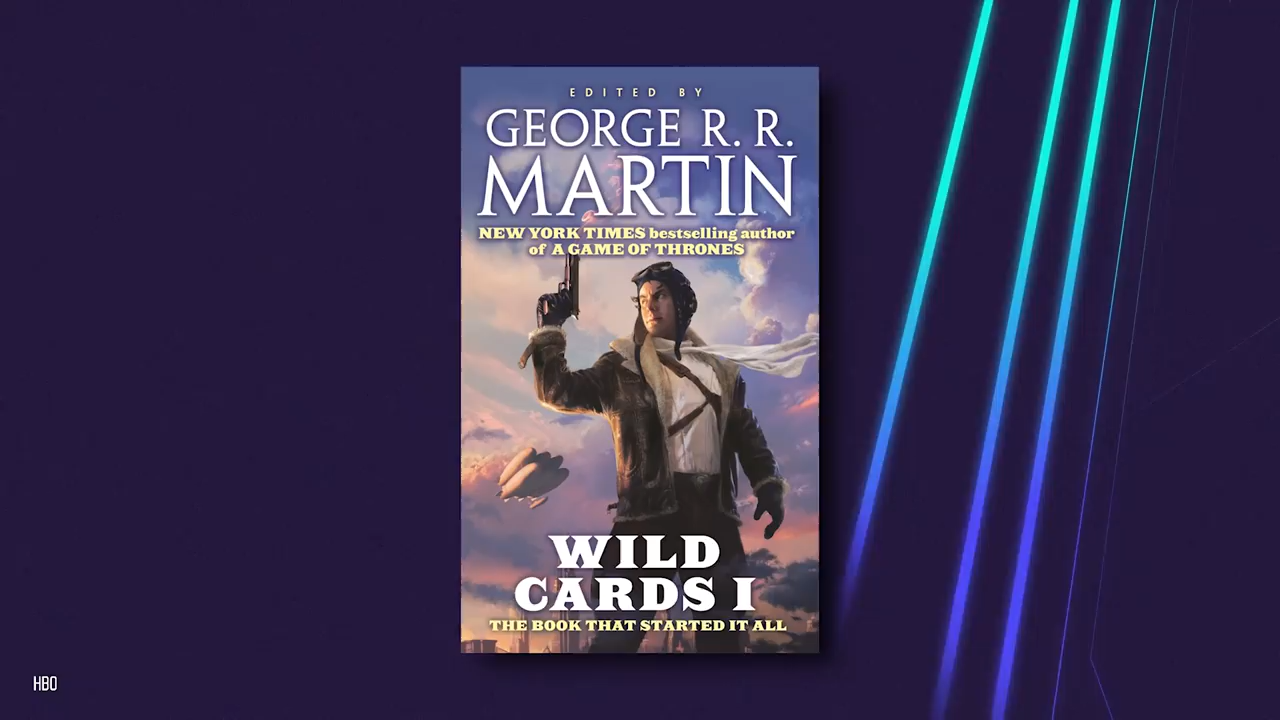 EDITED BY
GEORGE R. R.
MARTIN
NEW YORK TIMES bestselling author
of A GAME OF THRONES
WILD
CARDS I
THE BOOK THAT STARTED IT ALL
HBO